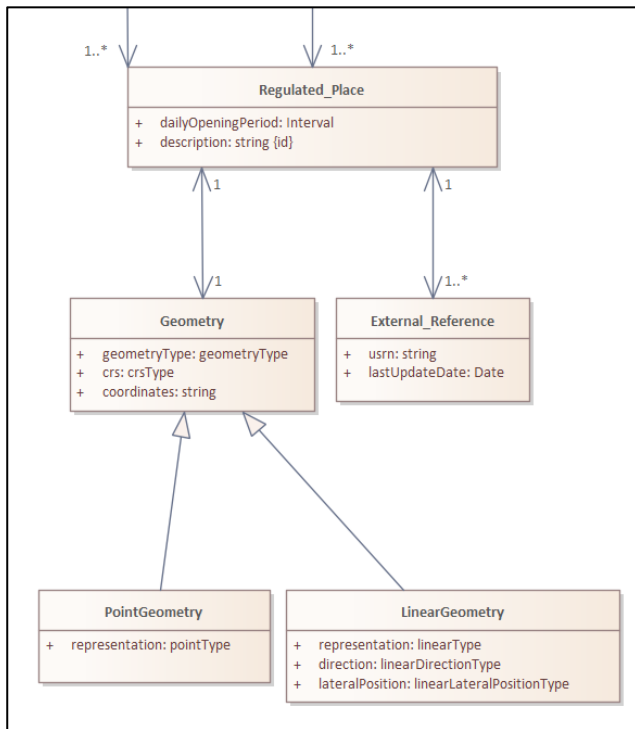 1..*
1..*
Regulated_Place
+ dailyOpeningPeriod: Interval
+ description: string {id}
1
1
1
1..*
Geometry
+ geometryType: geometryType
+ crs: crsType
+ coordinates: string
External_Reference
+ usrn: string
+ lastUpdateDate: Date
PointGeometry
+ representation: pointType
LinearGeometry
+ representation: linearType
+ direction: linearDirectionType
+ lateralPosition: linearLateralPositionType